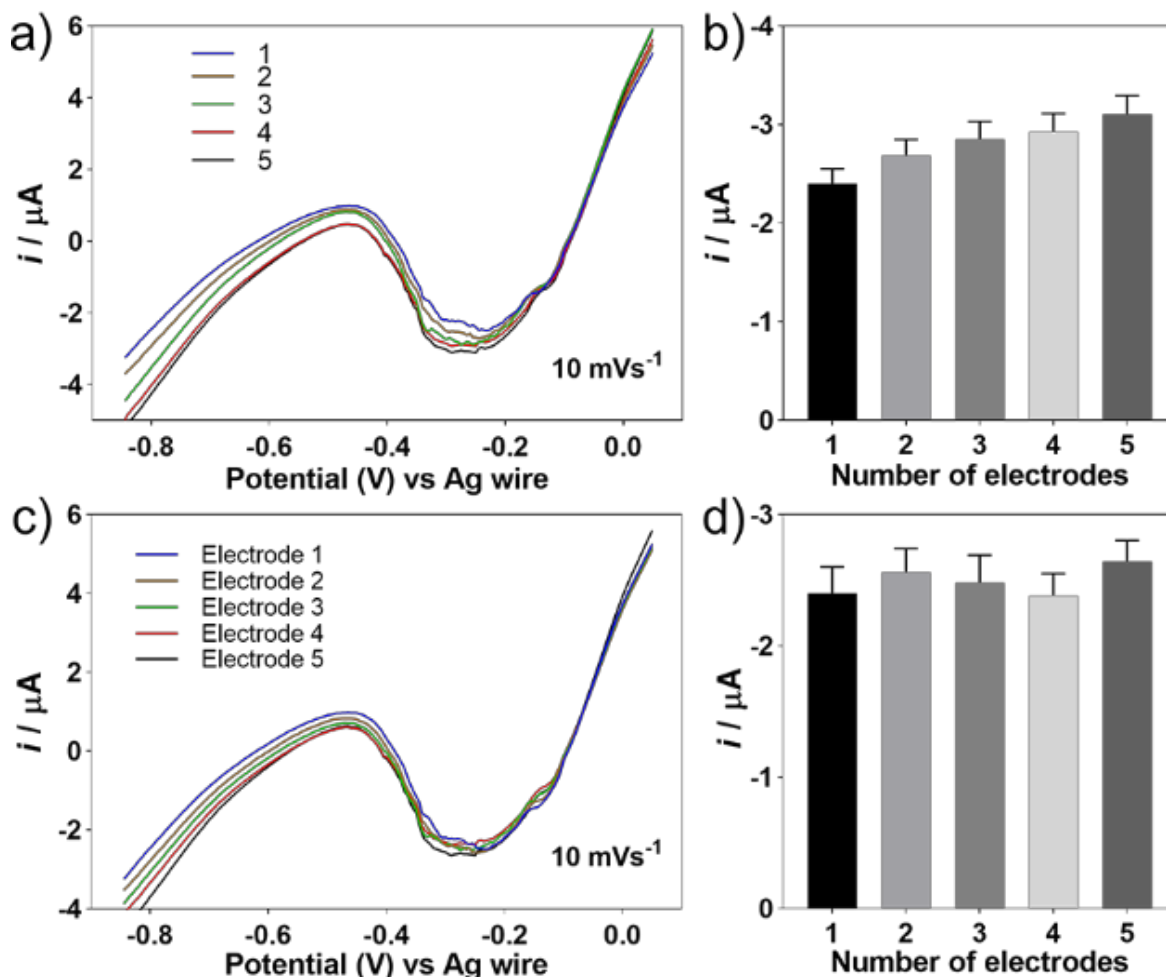 a)
6
4
2
0
-2
-4
i / μA
1
2
3
4
5
10 mVs-1
-0.8
-0.6
-0.4
-0.2
0.0
Potential (V) vs Ag wire
b)
-4
-3
-2
-1
0
i / μA
1
2
3
4
5
Number of electrodes
c)
6
4
2
0
-2
-4
i / μA
Electrode 1
Electrode 2
Electrode 3
Electrode 4
Electrode 5
10 mVs-1
-0.8
-0.6
-0.4
-0.2
0.0
Potential (V) vs Ag wire
d)
-3
-2
-1
0
i / μA
1
2
3
4
5
Number of electrodes